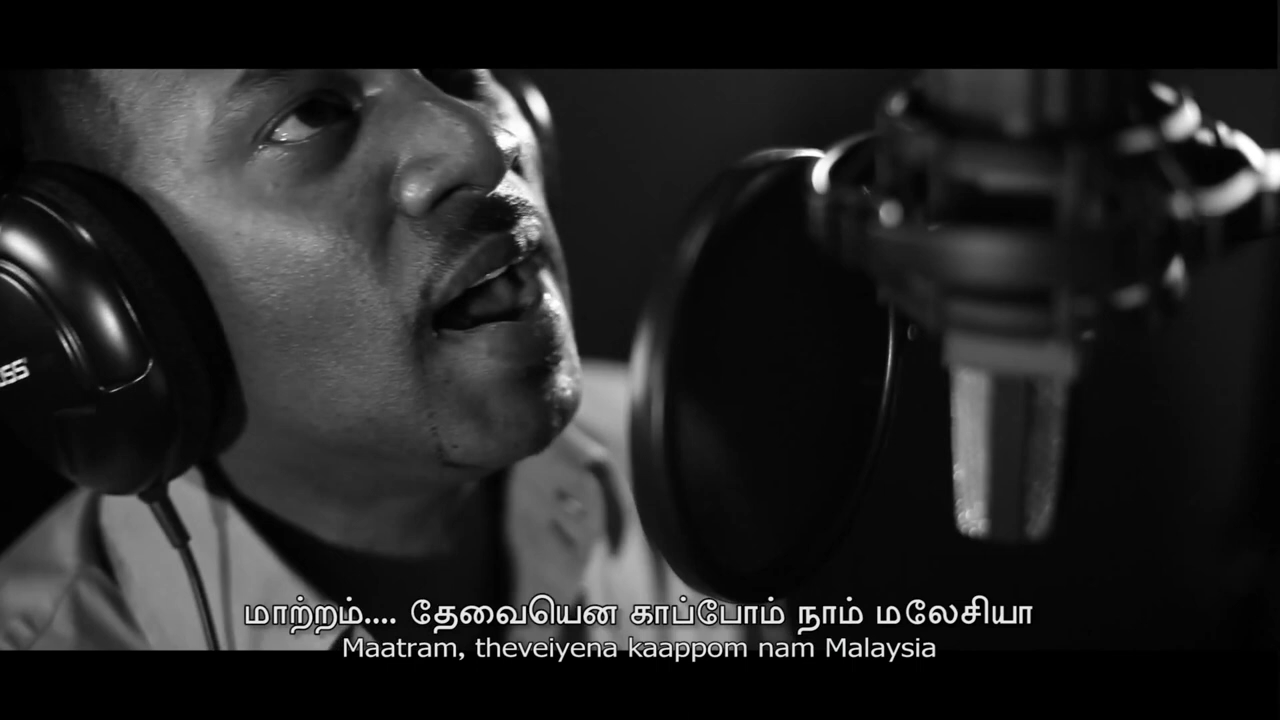 மாற்றம்.... தேவையென காப்போம் நாம் மலேசியா
Maatram, theveiyena kaappom nam Malaysia